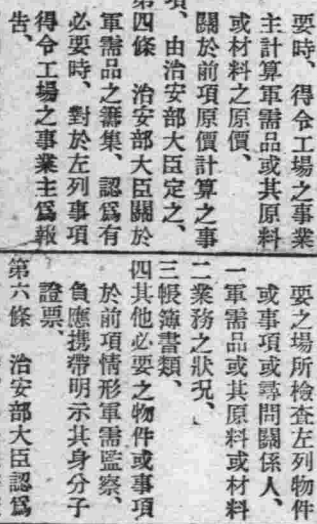 要時、得令工場之事業
主計算軍需品或其原料
或材料之原價、
關於前項原價計算之事
項、由治安部大臣定之、
第四條　治安部大臣關於
軍需品之籌集、認爲有
必要時、對於左列事項
得令工場之事業主爲報
告、
要之場所檢查左列物件
或事項或尋問關係人、
一軍需品或其原料或材料
二業務之狀況、
三帳簿書類、
四其他必要之物件或事項
於前項情形軍需監察、
負應携帶明示其身分子
證票、
第六條　治安部大臣認爲